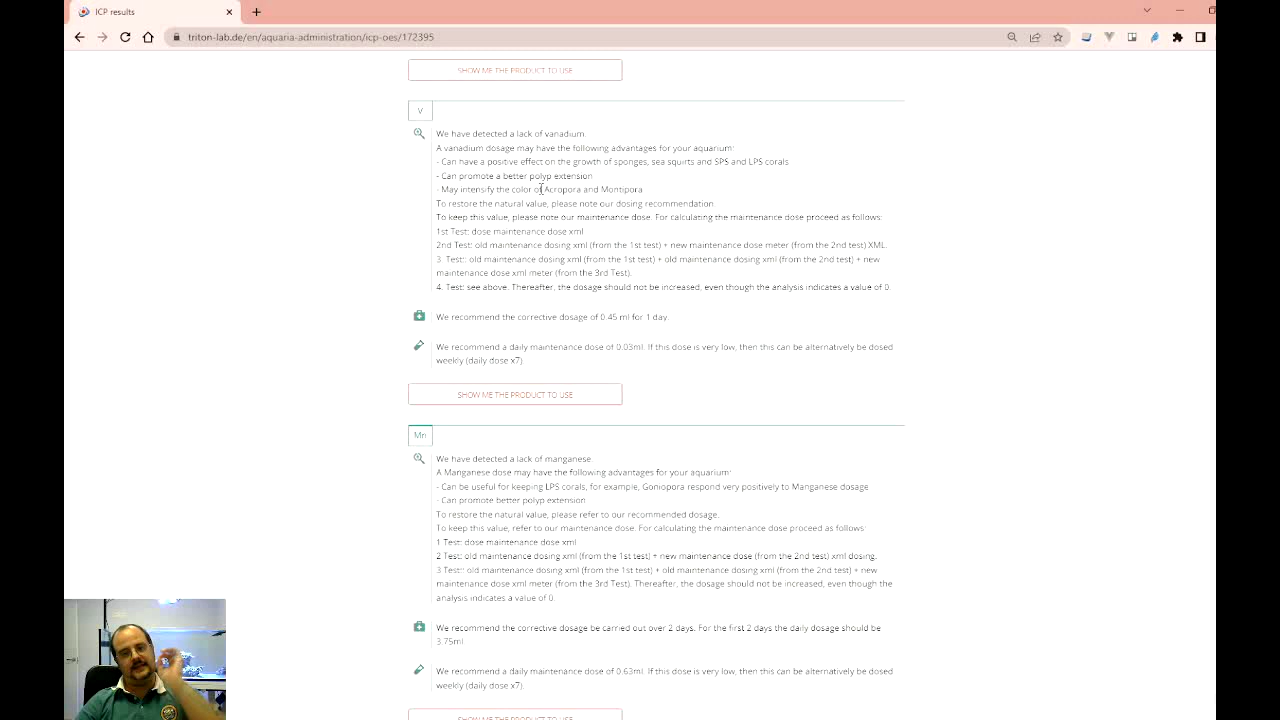 ICP results
triton-lab.de/en/aquaria-administration/icp-oes/172395
SHOW ME THE PRODUCT TO USE
V
We have detected a lack of vanadium.
A vanadium dosage may have the following advantages for your aquarium:
- Can have a positive effect on the growth of sponges, sea squirts and SPS and LPS corals
- Can promote a better polyp extension
- May intensify the color of Acropora and Montipora
To restore the natural value, please note our dosing recommendation.
To keep this value, please note our maintenance dose. For calculating the maintenance dose proceed as follows:
1st Test: dose maintenance dose xml
2nd Test: old maintenance dosing xml (from the 1st test) + new maintenance dose meter (from the 2nd test) XML.
3. Test:: old maintenance dosing xml (from the 1st test) + old maintenance dosing xml (from the 2nd test) + new
maintenance dose xml meter (from the 3rd Test).
4. Test: see above. Thereafter, the dosage should not be increased, even though the analysis indicates a value of 0.
We recommend the corrective dosage of 0.45 ml for 1 day.
We recommend a daily maintenance dose of 0.03ml. If this dose is very low, then this can be alternatively be dosed
weekly (daily dose x7)
SHOW ME THE PRODUCT TO USE
Mn
We have detected a lack of manganese.
A Manganese dose may have the following advantages for your aquarium:
- Can be useful for keeping LPS corals, for example, Goniopora respond very positively to Manganese dosage
- Can promote better polyp extension
To restore the natural value, please refer to our recommended dosage.
To keep this value, refer to our maintenance dose. For calculating the maintenance dose proceed as follows:
1 Test: dose maintenance dose xml
2 Test: old maintenance dosing xml (from the 1st test) + new maintenance dose (from the 2nd test) xml dosing.
3 Test:: old maintenance dosing xml (from the 1st test) + old maintenance dosing xml (from the 2nd test) + new
maintenance dose xml meter (from the 3rd Test). Thereafter, the dosage should not be increased, even though the
analysis indicates a value of 0.
We recommend the corrective dosage be carried out over 2 days. For the first 2 days the daily dosage should be
3.75ml
We recommend a daily maintenance dose of 0.63ml. If this dose is very low, then this can be alternatively be dosed
weekly (daily dose x7).
SHOW ME THE PRODUCT TO USE